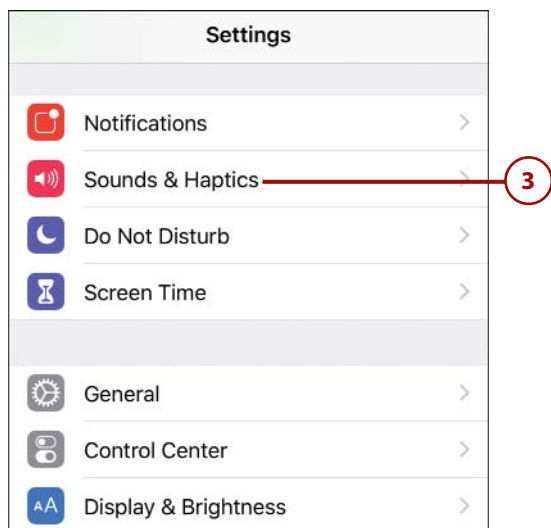 Settings
Notifications
Sounds & Haptics
3
Do Not Disturb
Screen Time
General
Control Center
AA Display & Brightness